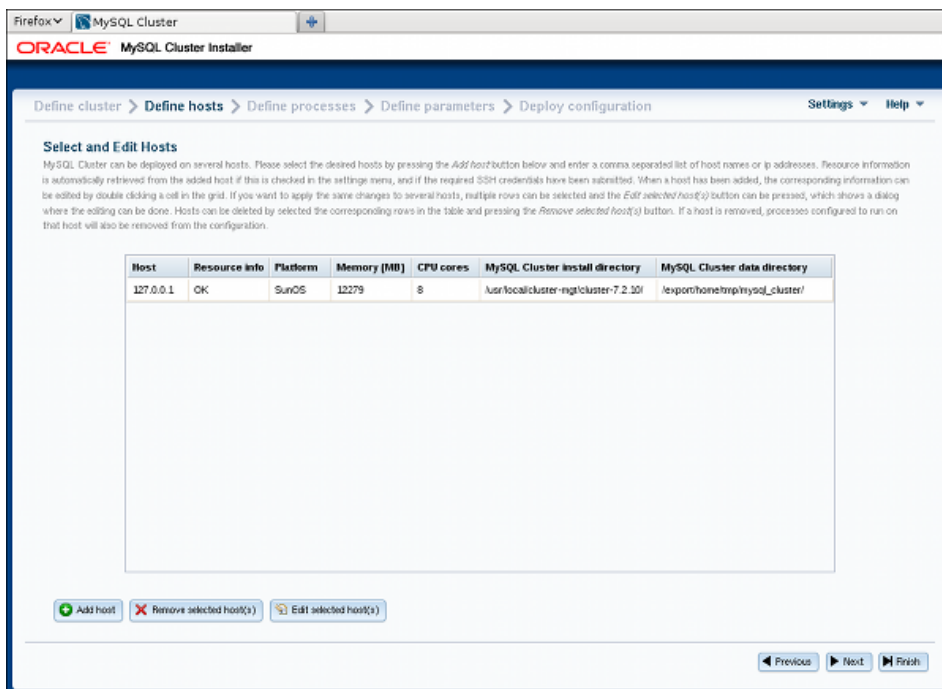 Firefox MySQL Cluster
ORACLE MySQL Cluster Installer
Define cluster > Define hosts > Define processes > Define parameters > Deploy configuration Settings Help
Select and Edit Hosts
MySQL Cluster can be deployed on several hosts. Please select the desired hosts by pressing the Add host button below and enter a comma separated list of host names or ip addresses. Resource information
is automatically retrieved from the added host if this is checked in the settings menu, and if the required SSH credentials have been submitted. When a host has been added, the corresponding information can
be edited by double clicking a cell in the grid. If you want to apply the same changes to several hosts, multiple rows can be selected and the Edit selected host(s) button can be pressed, which shows a dialog
where the editing can be done. Hosts can be deleted by selected the corresponding rows in the table and pressing the Remove selected host(s) button. If a host is removed, processes configured to run on
that host will also be removed from the configuration.
Host Resource info Platform Memory (MB) CPU cores MySQL Cluster install directory MySQL Cluster data directory
127.0.0.1 OK SunOS 12279 8 /usr/local/cluster-mgt/cluster-7.2.10/ /export/home/tmp/mysql_cluster/
Add host Remove selected host(s) Edit selected host(s)
Previous Next Finish